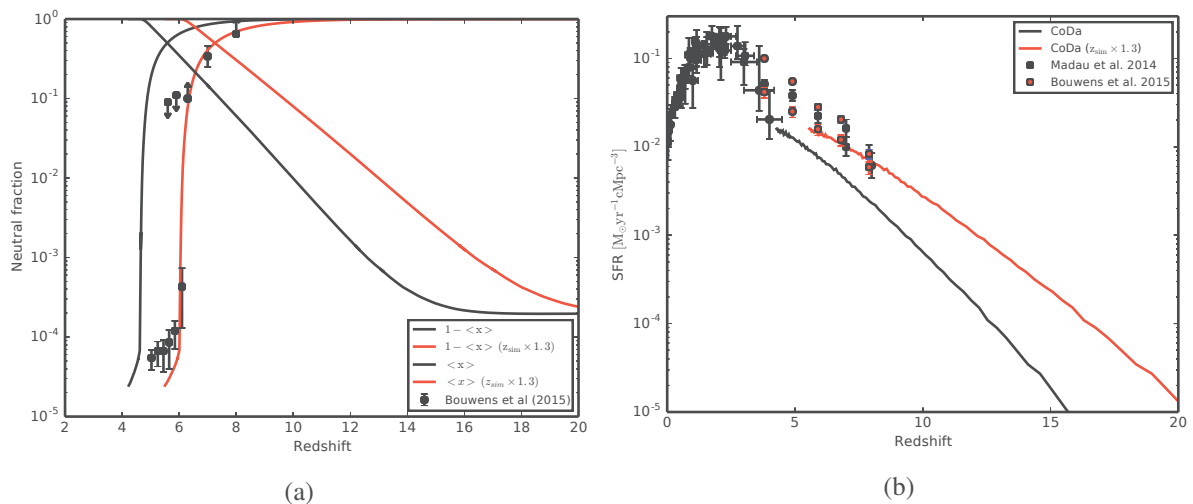 Neutral fraction
10^0
10^-1
10^-2
10^-3
10^-4
10^-5
2 4 6 8 10 12 14 16 18 20
Redshift
1 − <x>
1 − <x> (z_sim × 1.3)
<x>
<x> (z_sim × 1.3)
Bouwens et al (2015)
(a)
SFR [M_⊙yr^−1cMpc^−3]
10^-1
10^-2
10^-3
10^-4
10^-5
0 5 10 15 20
Redshift
CoDa
CoDa (z_sim × 1.3)
Madau et al. 2014
Bouwens et al. 2015
(b)